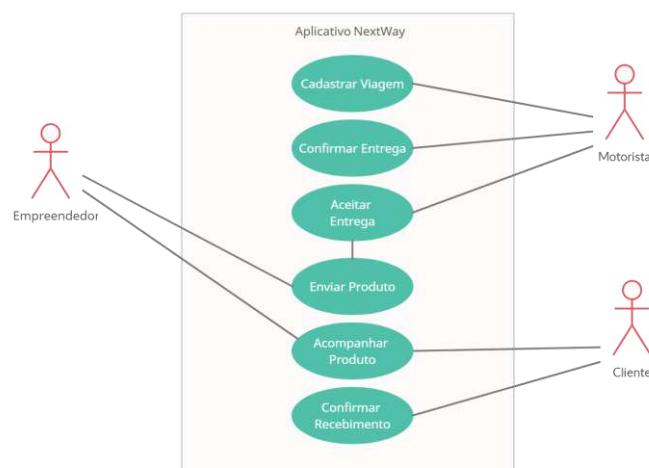 Aplicativo NextWay
Cadastrar Viagem
Confirmar Entrega
Motorista
Aceitar
Entrega
Empreendedor
Enviar Produto
Acompanhar
Produto
Cliente
Confirmar
Recebimento